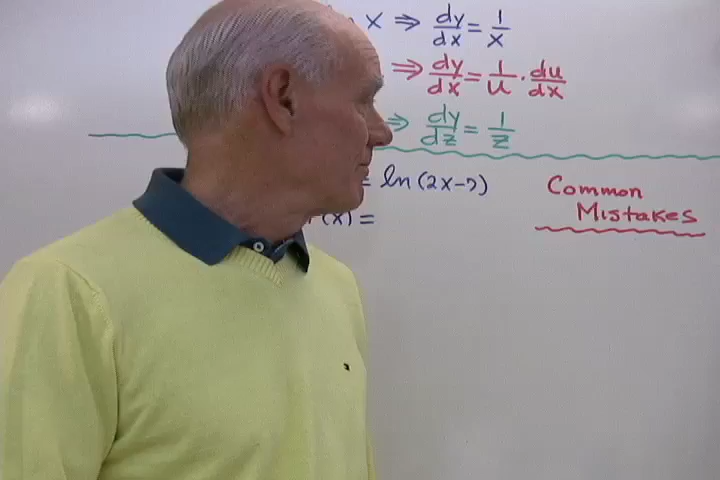 x ⇒ dy/dx = 1/x
⇒ dy/dx = 1/u · du/dx
⇒ dy/dz = 1/z
= ln(2x-7)
(x) =
Common
Mistakes